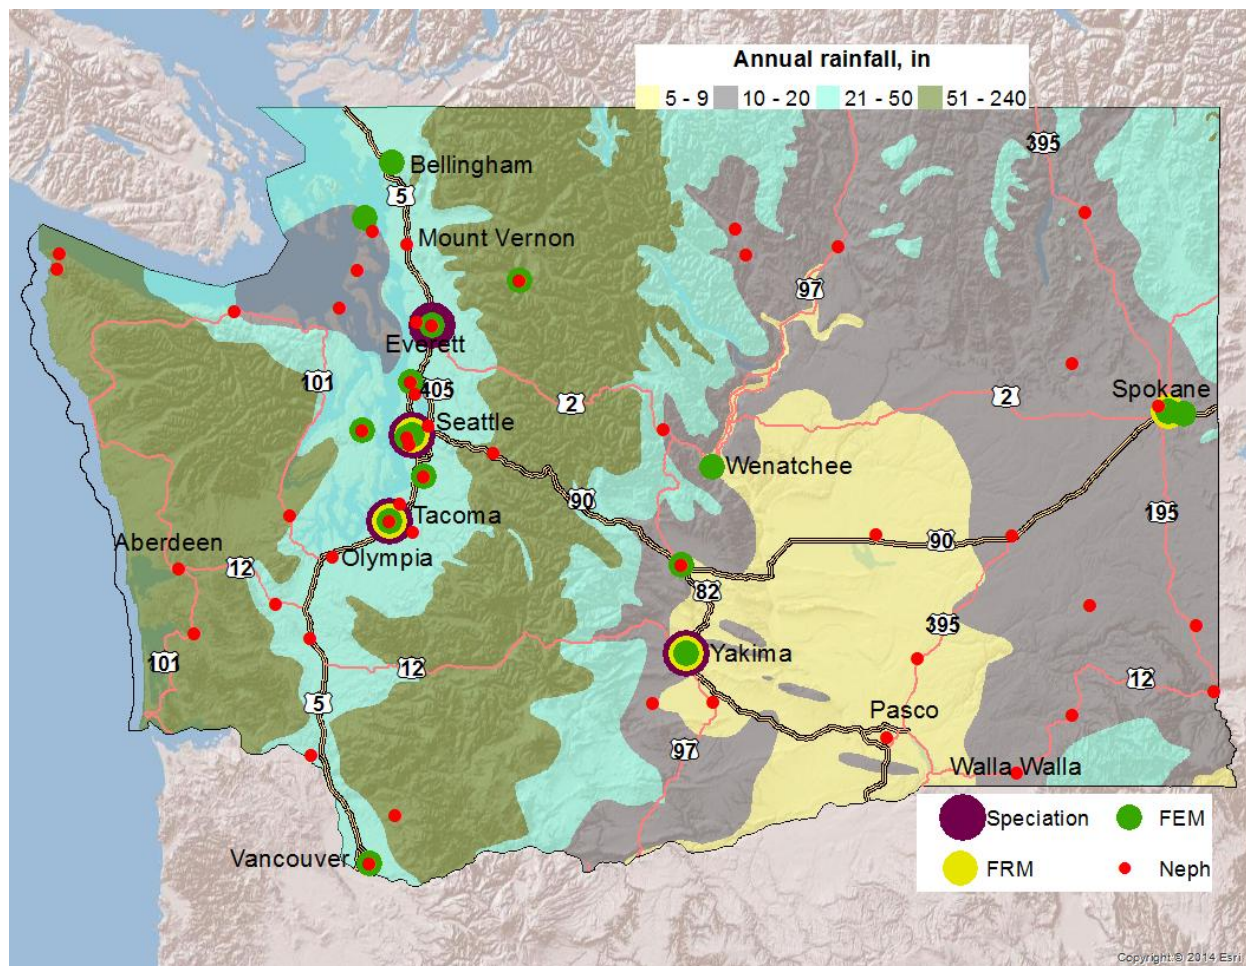 Annual rainfall, in
5 - 9 10 - 20 21 - 50 51 - 240
395
Bellingham
5
Mount Vernon
97
Everett
101
405
2
2
Spokane
Seattle
Wenatchee
90
195
Tacoma
90
Aberdeen
Olympia
12
82
395
101
12
Yakima
12
5
Pasco
97
Walla Walla
Speciation FEM
FRM Neph
Vancouver
Copyright:© 2014 Esri